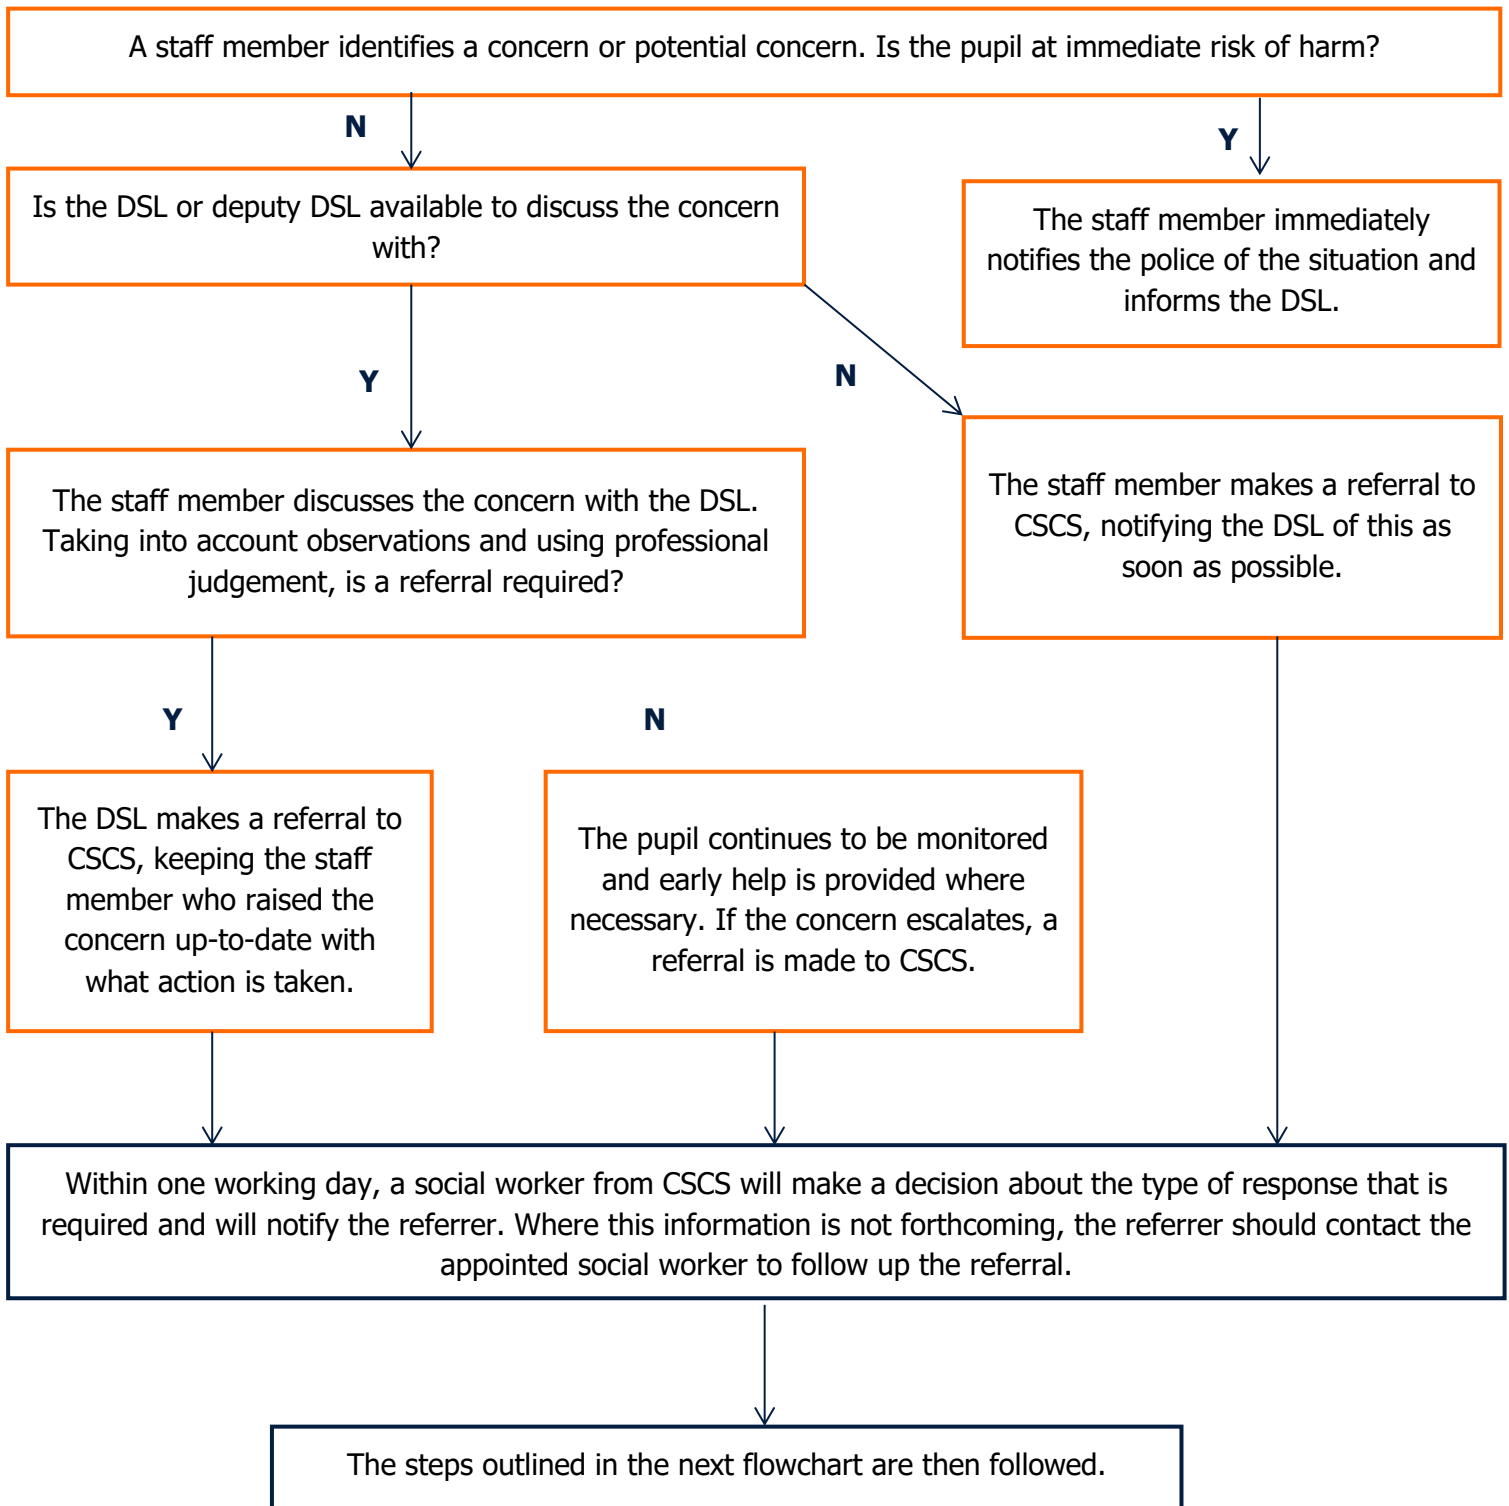 A staff member identifies a concern or potential concern. Is the pupil at immediate risk of harm?
N
Y
Is the DSL or deputy DSL available to discuss the concern
with?
The staff member immediately
notifies the police of the situation and
informs the DSL.
Y
N
The staff member discusses the concern with the DSL.
Taking into account observations and using professional
judgement, is a referral required?
The staff member makes a referral to
CSCS, notifying the DSL of this as
soon as possible.
Y
N
The DSL makes a referral to
CSCS, keeping the staff
member who raised the
concern up-to-date with
what action is taken.
The pupil continues to be monitored
and early help is provided where
necessary. If the concern escalates, a
referral is made to CSCS.
Within one working day, a social worker from CSCS will make a decision about the type of response that is
required and will notify the referrer. Where this information is not forthcoming, the referrer should contact the
appointed social worker to follow up the referral.
The steps outlined in the next flowchart are then followed.